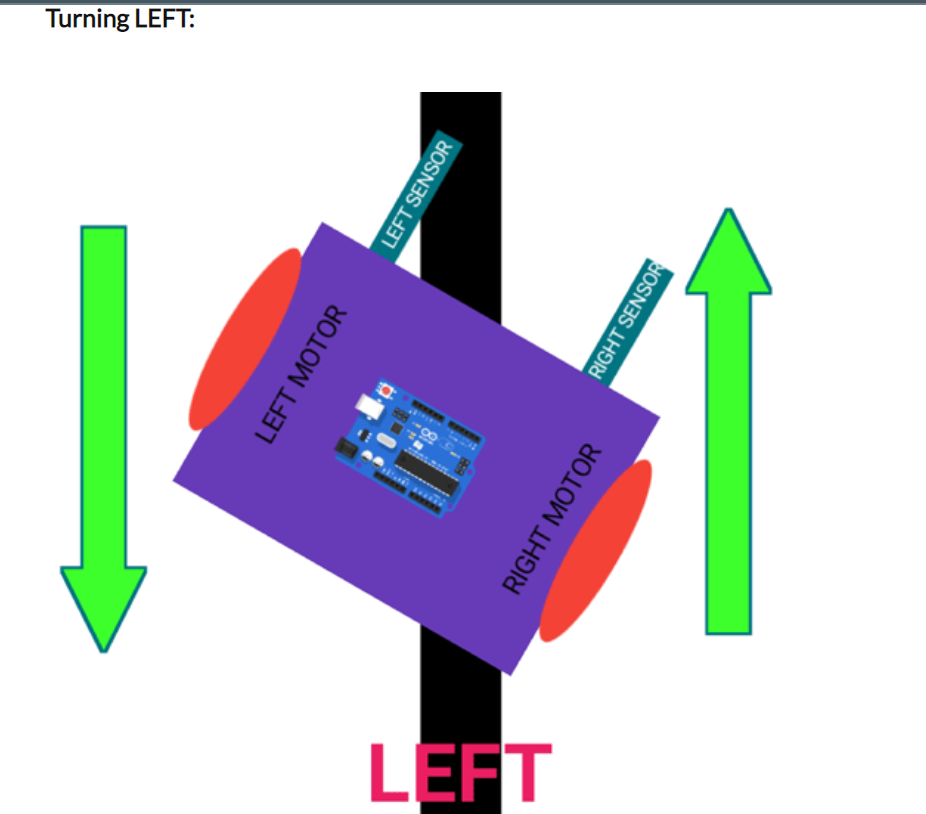 Turning LEFT:
LEFT SENSOR
RIGHT SENSOR
LEFT MOTOR
RIGHT MOTOR
LEFT